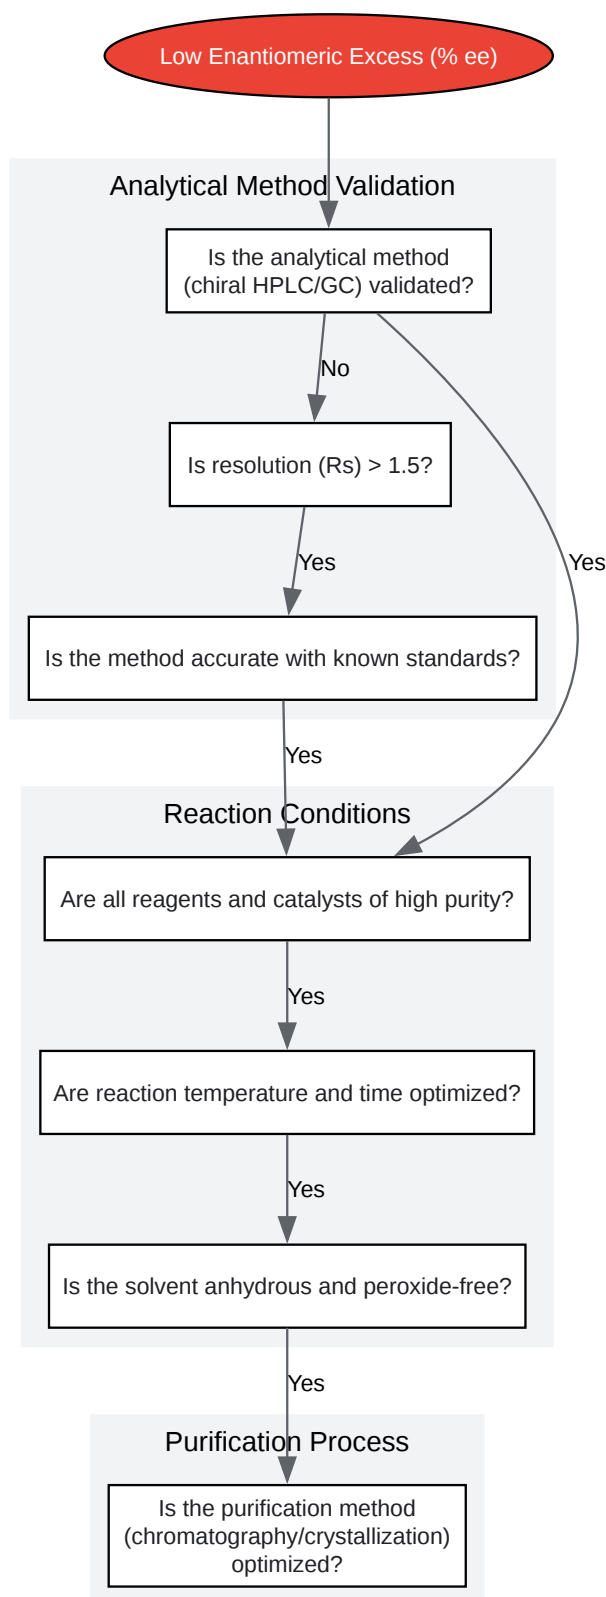 Low Enantiomeric Excess (% ee)
Analytical Method Validation
Is the analytical method
(chiral HPLC/GC) validated?
No
Is resolution (Rs) > 1.5?
Yes
Yes
Is the method accurate with known standards?
Yes
Reaction Conditions
Are all reagents and catalysts of high purity?
Yes
Are reaction temperature and time optimized?
Yes
Is the solvent anhydrous and peroxide-free?
Yes
Purification Process
Is the purification method
(chromatography/crystallization)
optimized?